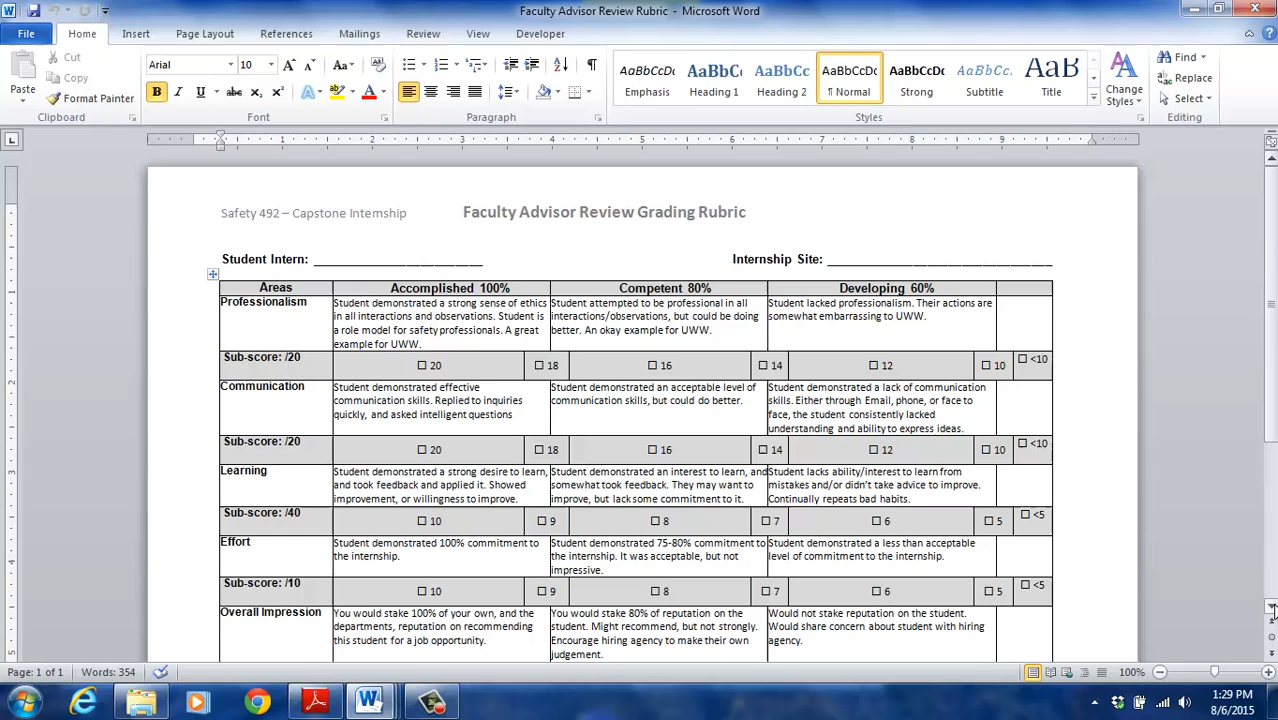 Faculty Advisor Review Rubric - Microsoft Word
File Home Insert Page Layout References Mailings Review View Developer
Cut
Copy
Format Painter
Paste
Clipboard
Arial 10
Font
Paragraph
AaBbCcDc AaBbC AaBbCc AaBbCcDc AaBbCcDc AaBbCcDc AaB
Emphasis Heading 1 Heading 2 ¶ Normal Strong Subtitle Title
Change Styles
Styles
Find
Replace
Select
Editing
1 2 3 4 5 6 7 8 9
Safety 492 – Capstone Internship Faculty Advisor Review Grading Rubric
Student Intern: __________________________ Internship Site: ___________________________________
Areas Accomplished 100% Competent 80% Developing 60%
Professionalism
Student demonstrated a strong sense of ethics
in all interactions and observations. Student is
a role model for safety professionals. A great
example for UWW.
Student attempted to be professional in all
interactions/observations, but could be doing
better. An okay example for UWW.
Student lacked professionalism. Their actions are
somewhat embarrassing to UWW.
Sub-score: /20 ☐ 20 ☐ 18 ☐ 16 ☐ 14 ☐ 12 ☐ 10 ☐ <10
Communication
Student demonstrated effective
communication skills. Replied to inquiries
quickly, and asked intelligent questions
Student demonstrated an acceptable level of
communication skills, but could do better.
Student demonstrated a lack of communication
skills. Either through Email, phone, or face to
face, the student consistently lacked
understanding and ability to express ideas.
Sub-score: /20 ☐ 20 ☐ 18 ☐ 16 ☐ 14 ☐ 12 ☐ 10 ☐ <10
Learning
Student demonstrated a strong desire to learn,
and took feedback and applied it. Showed
improvement, or willingness to improve.
Student demonstrated an interest to learn, and
somewhat took feedback. They may want to
improve, but lack some commitment to it.
Student lacks ability/interest to learn from
mistakes and/or didn't take advice to improve.
Continually repeats bad habits.
Sub-score: /40 ☐ 10 ☐ 9 ☐ 8 ☐ 7 ☐ 6 ☐ 5 ☐ <5
Effort
Student demonstrated 100% commitment to
the internship.
Student demonstrated 75-80% commitment to
the internship. It was acceptable, but not
impressive.
Student demonstrated a less than acceptable
level of commitment to the internship.
Sub-score: /10 ☐ 10 ☐ 9 ☐ 8 ☐ 7 ☐ 6 ☐ 5 ☐ <5
Overall Impression
You would stake 100% of your own, and the
departments, reputation on recommending
this student for a job opportunity.
You would stake 80% of reputation on the
student. Might recommend, but not strongly.
Encourage hiring agency to make their own
judgement.
Would not stake reputation on the student.
Would share concern about student with hiring
agency.
Page: 1 of 1 Words: 354 100%
1:29 PM
8/6/2015